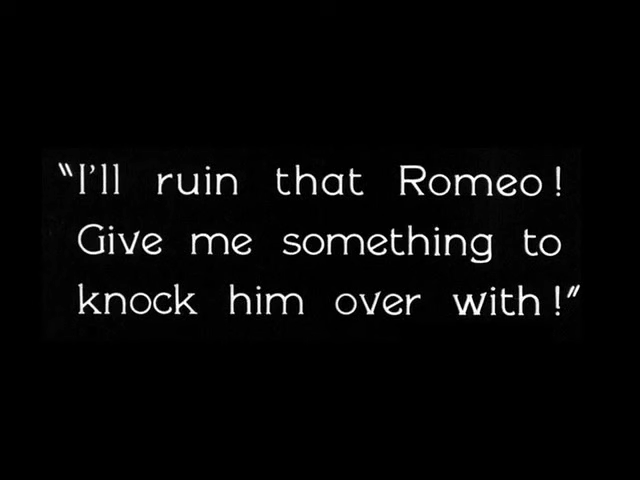 "I'll ruin that Romeo!
Give me something to
knock him over with!"